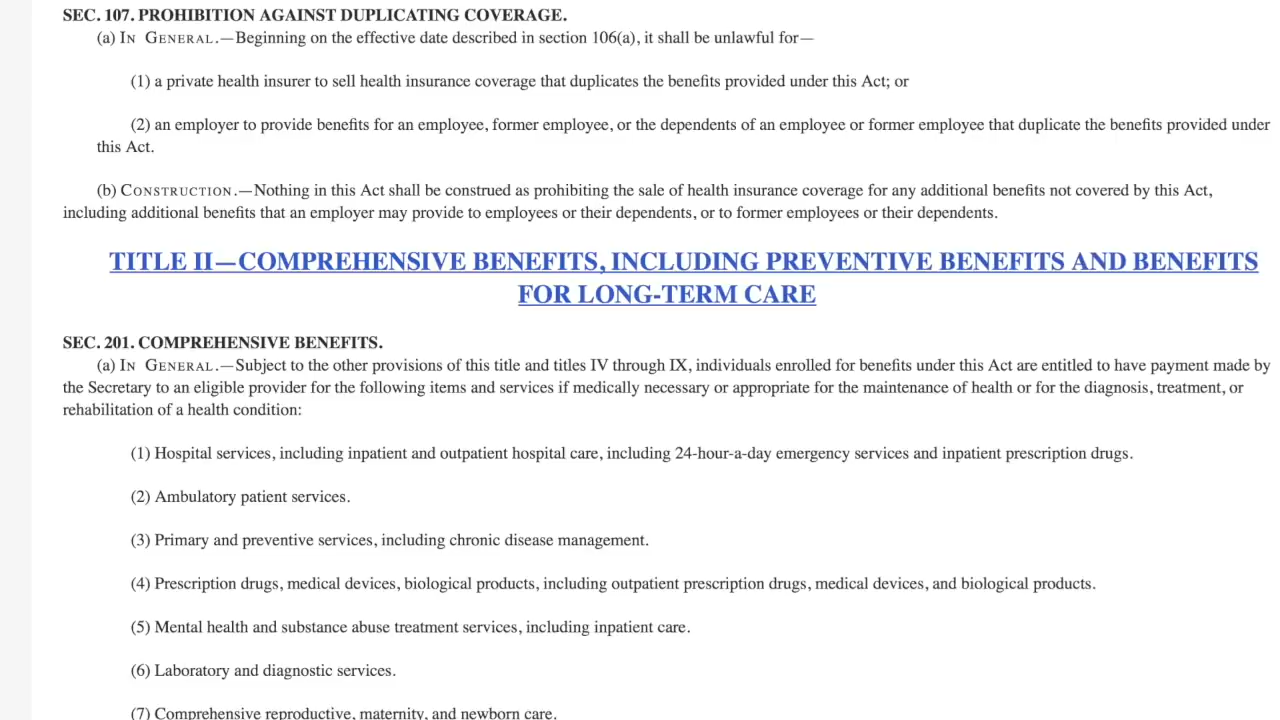 SEC. 107. PROHIBITION AGAINST DUPLICATING COVERAGE.
(a) IN GENERAL.—Beginning on the effective date described in section 106(a), it shall be unlawful for—
(1) a private health insurer to sell health insurance coverage that duplicates the benefits provided under this Act; or
(2) an employer to provide benefits for an employee, former employee, or the dependents of an employee or former employee that duplicate the benefits provided under
this Act.
(b) CONSTRUCTION.—Nothing in this Act shall be construed as prohibiting the sale of health insurance coverage for any additional benefits not covered by this Act,
including additional benefits that an employer may provide to employees or their dependents, or to former employees or their dependents.
TITLE II—COMPREHENSIVE BENEFITS, INCLUDING PREVENTIVE BENEFITS AND BENEFITS
FOR LONG-TERM CARE
SEC. 201. COMPREHENSIVE BENEFITS.
(a) IN GENERAL.—Subject to the other provisions of this title and titles IV through IX, individuals enrolled for benefits under this Act are entitled to have payment made by
the Secretary to an eligible provider for the following items and services if medically necessary or appropriate for the maintenance of health or for the diagnosis, treatment, or
rehabilitation of a health condition:
(1) Hospital services, including inpatient and outpatient hospital care, including 24-hour-a-day emergency services and inpatient prescription drugs.
(2) Ambulatory patient services.
(3) Primary and preventive services, including chronic disease management.
(4) Prescription drugs, medical devices, biological products, including outpatient prescription drugs, medical devices, and biological products.
(5) Mental health and substance abuse treatment services, including inpatient care.
(6) Laboratory and diagnostic services.
(7) Comprehensive reproductive, maternity, and newborn care.